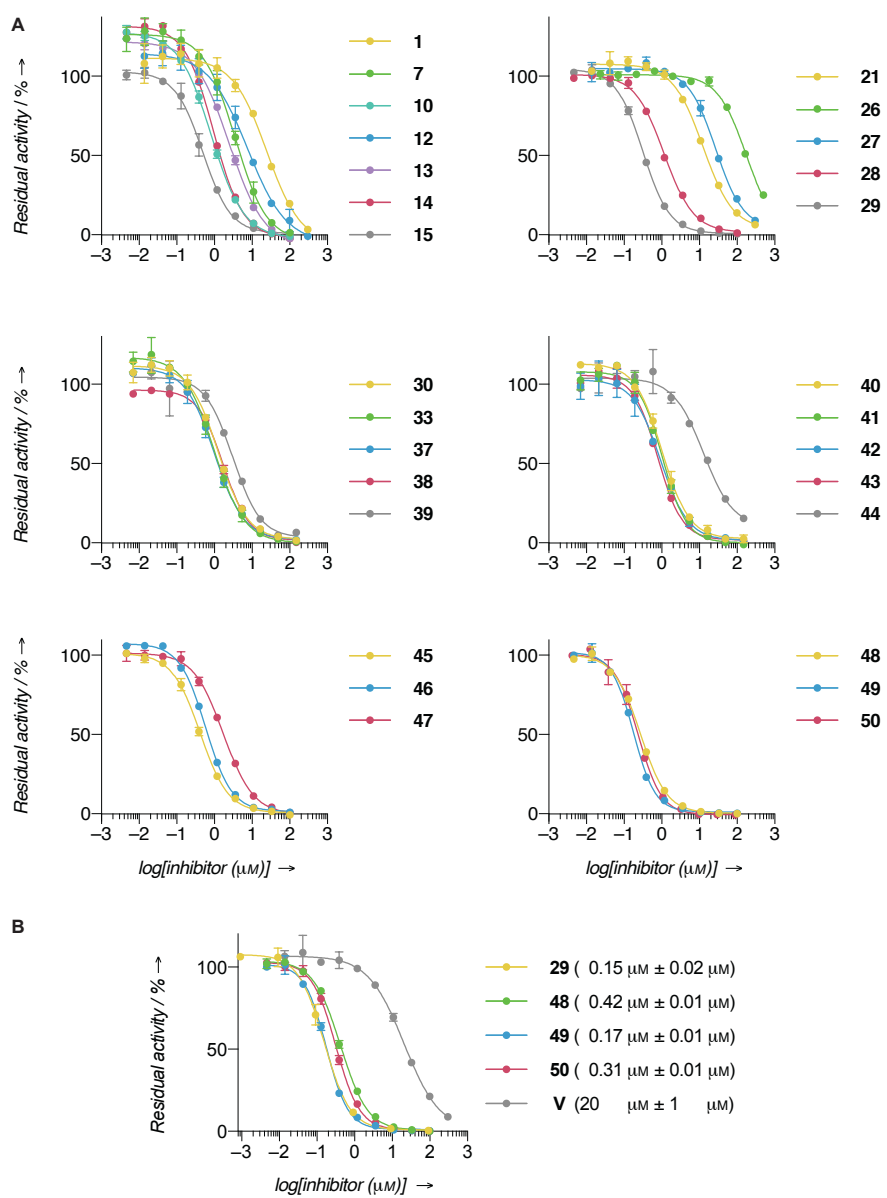 A
Residual activity / % →
100
50
0
–3 –2 –1 0 1 2 3
1
7
10
12
13
14
15
100
50
0
–3 –2 –1 0 1 2 3
Residual activity / % →
21
26
27
28
29
Residual activity / % →
100
50
0
–3 –2 –1 0 1 2 3
30
33
37
38
39
Residual activity / % →
100
50
0
–3 –2 –1 0 1 2 3
40
41
42
43
44
Residual activity / % →
100
50
0
–3 –2 –1 0 1 2 3
log[inhibitor (μM)] →
45
46
47
Residual activity / % →
100
50
0
–3 –2 –1 0 1 2 3
log[inhibitor (μM)] →
48
49
50
B
Residual activity / % →
100
50
0
–3 –2 –1 0 1 2 3
log[inhibitor (μM)] →
29 ( 0.15 μM ± 0.02 μM)
48 ( 0.42 μM ± 0.01 μM)
49 ( 0.17 μM ± 0.01 μM)
50 ( 0.31 μM ± 0.01 μM)
V (20 μM ± 1 μM)